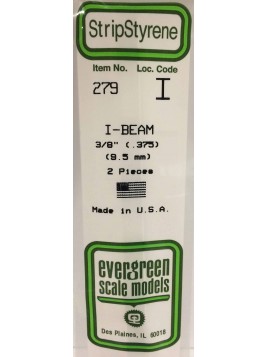 StripStyrene
Item No. Loc. Code
279 I
I-BEAM
3/8" (.375)
(9.5 mm)
2 Pieces
Made in U.S.A.
evergreen
scale models
Des Plaines, IL 60018